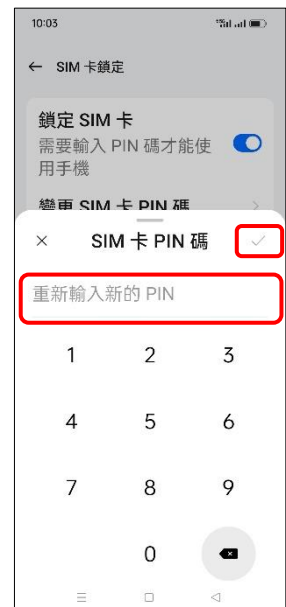 10:03
← SIM 卡鎖定
鎖定 SIM 卡
需要輸入 PIN 碼才能使
用手機
變更 SIM 卡 PIN 碼
× SIM 卡 PIN 碼 ✓
重新輸入新的 PIN
1 2 3
4 5 6
7 8 9
0